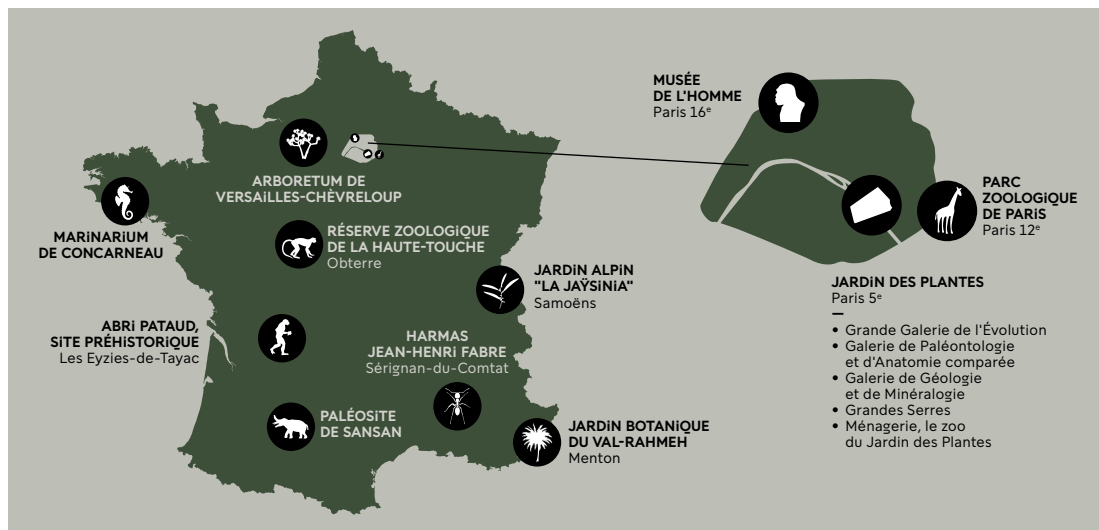 MUSÉE
DE L'HOMME
Paris 16ᵉ
ARBORETUM DE
VERSAiLLES-CHÈVRELOUP
PARC
ZOOLOGiQUE
DE PARiS
Paris 12ᵉ
MARiNARiUM
DE CONCARNEAU
RÉSERVE ZOOLOGiQUE
DE LA HAUTE-TOUCHE
Obterre
JARDiN ALPiN
"LA JAŸSiNiA"
Samoëns
JARDiN DES PLANTES
Paris 5ᵉ
—
• Grande Galerie de l'Évolution
• Galerie de Paléontologie
et d'Anatomie comparée
• Galerie de Géologie
et de Minéralogie
• Grandes Serres
• Ménagerie, le zoo
du Jardin des Plantes
ABRi PATAUD,
SiTE PRÉHiSTORiQUE
Les Eyzies-de-Tayac
HARMAS
JEAN-HENRi FABRE
Sérignan-du-Comtat
PALÉOSiTE
DE SANSAN
JARDiN BOTANiQUE
DU VAL-RAHMEH
Menton